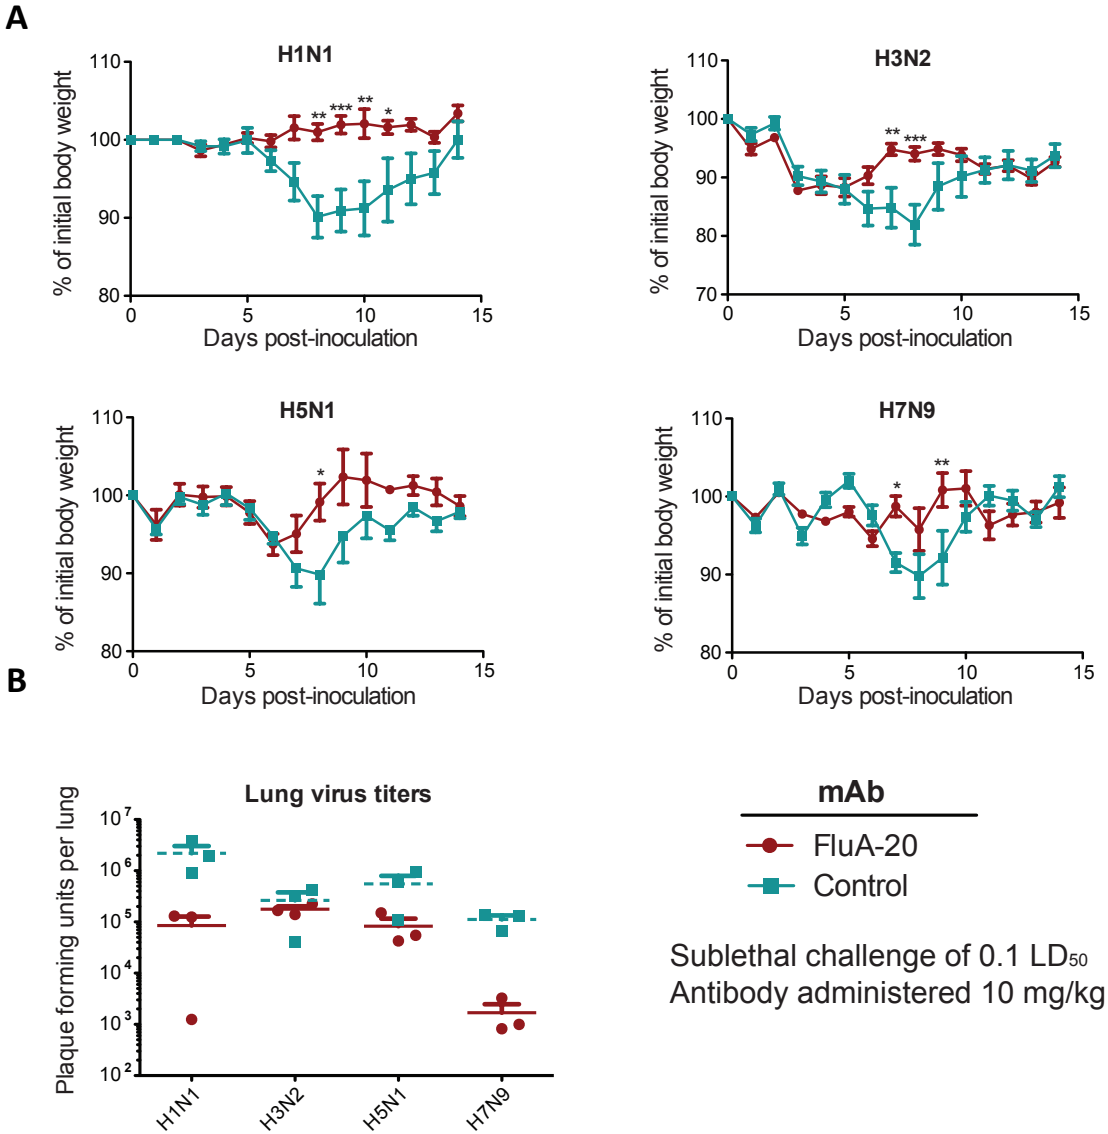 A
H1N1
% of initial body weight
110
100
90
80
0
5
10
15
**
***
**
*
Days post-inoculation
H3N2
% of initial body weight
110
100
90
80
70
0
5
10
15
**
***
Days post-inoculation
H5N1
% of initial body weight
110
100
90
80
0
5
10
15
*
Days post-inoculation
H7N9
% of initial body weight
110
100
90
80
0
5
10
15
*
**
Days post-inoculation
B
Lung virus titers
Plaque forming units per lung
10⁷
10⁶
10⁵
10⁴
10³
10²
H1N1
H3N2
H5N1
H7N9
mAb
FluA-20
Control
Sublethal challenge of 0.1 LD₅₀
Antibody administered 10 mg/kg